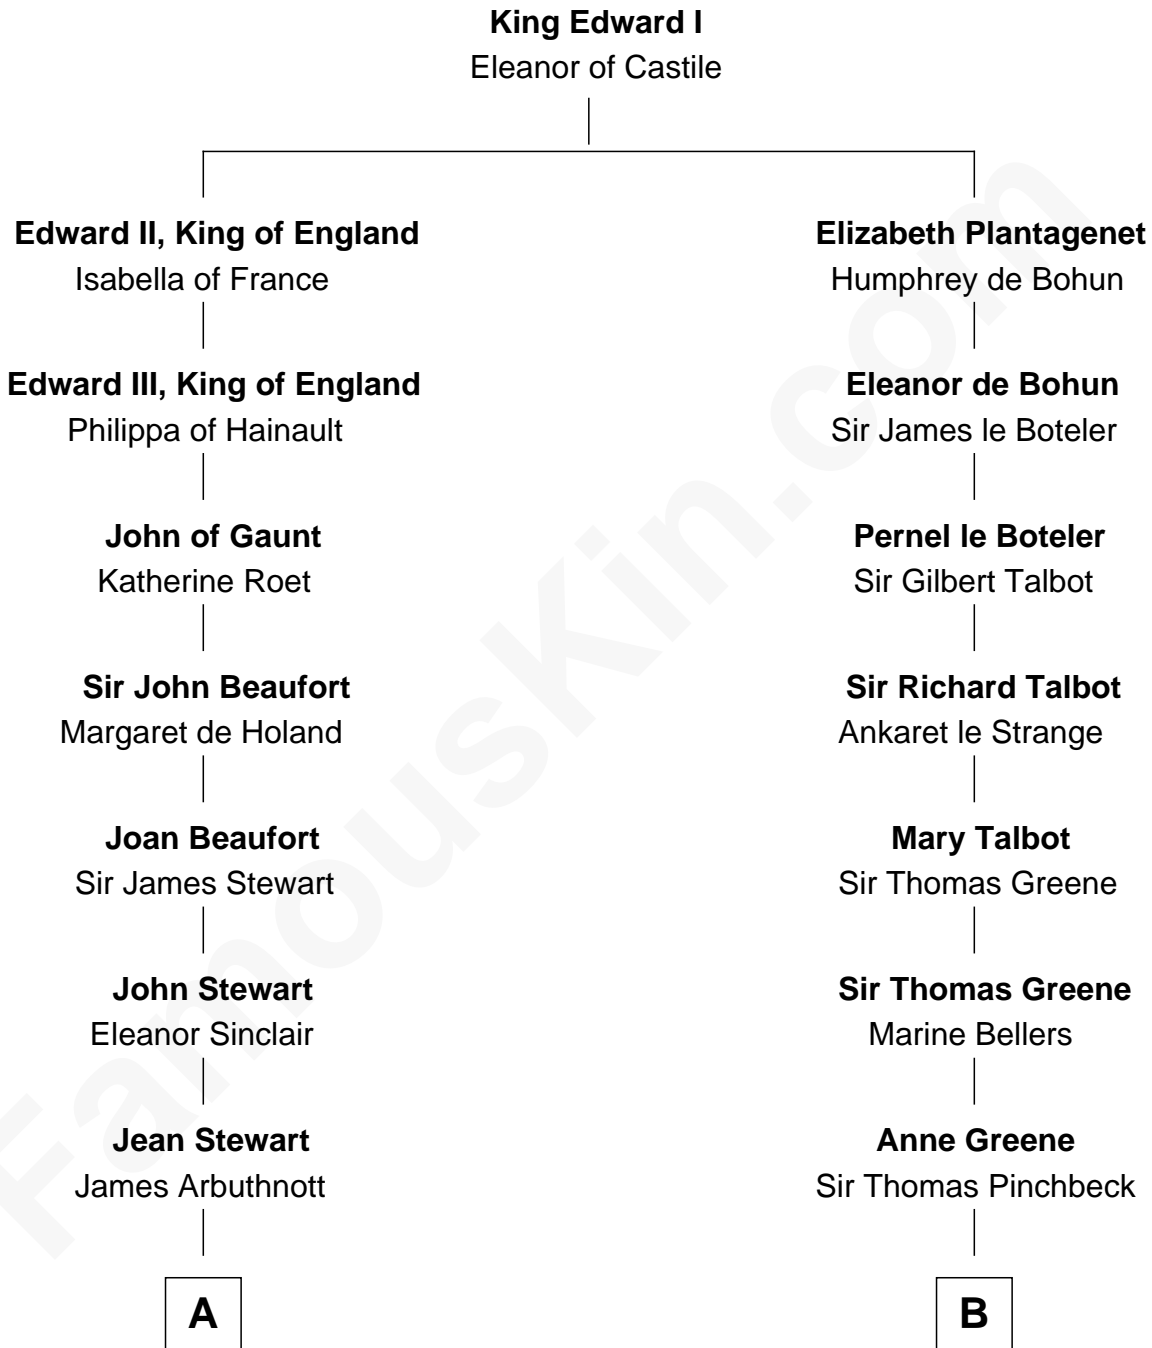 King Edward I
Eleanor of Castile
Edward II, King of England
Isabella of France
Elizabeth Plantagenet
Humphrey de Bohun
Edward III, King of England
Philippa of Hainault
Eleanor de Bohun
Sir James le Boteler
John of Gaunt
Katherine Roet
Pernel le Boteler
Sir Gilbert Talbot
Sir John Beaufort
Margaret de Holand
Sir Richard Talbot
Ankaret le Strange
Joan Beaufort
Sir James Stewart
Mary Talbot
Sir Thomas Greene
John Stewart
Eleanor Sinclair
Sir Thomas Greene
Marine Bellers
Jean Stewart
James Arbuthnott
Anne Greene
Sir Thomas Pinchbeck
A
B
FamousKin.com